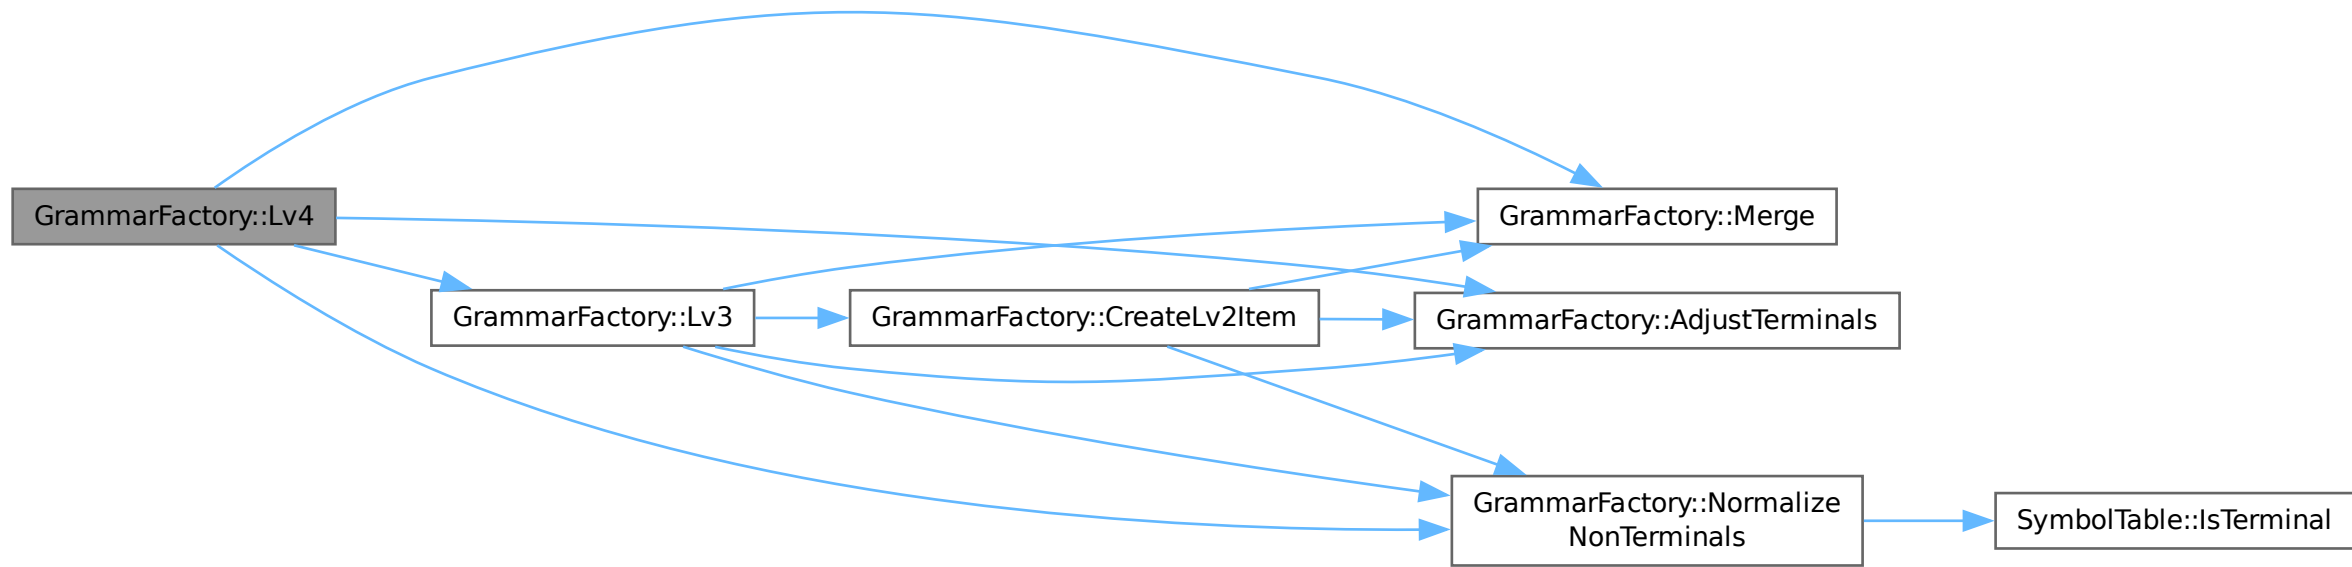 GrammarFactory::Lv4
GrammarFactory::Merge
GrammarFactory::Lv3
GrammarFactory::CreateLv2Item
GrammarFactory::AdjustTerminals
GrammarFactory::Normalize
NonTerminals
SymbolTable::IsTerminal